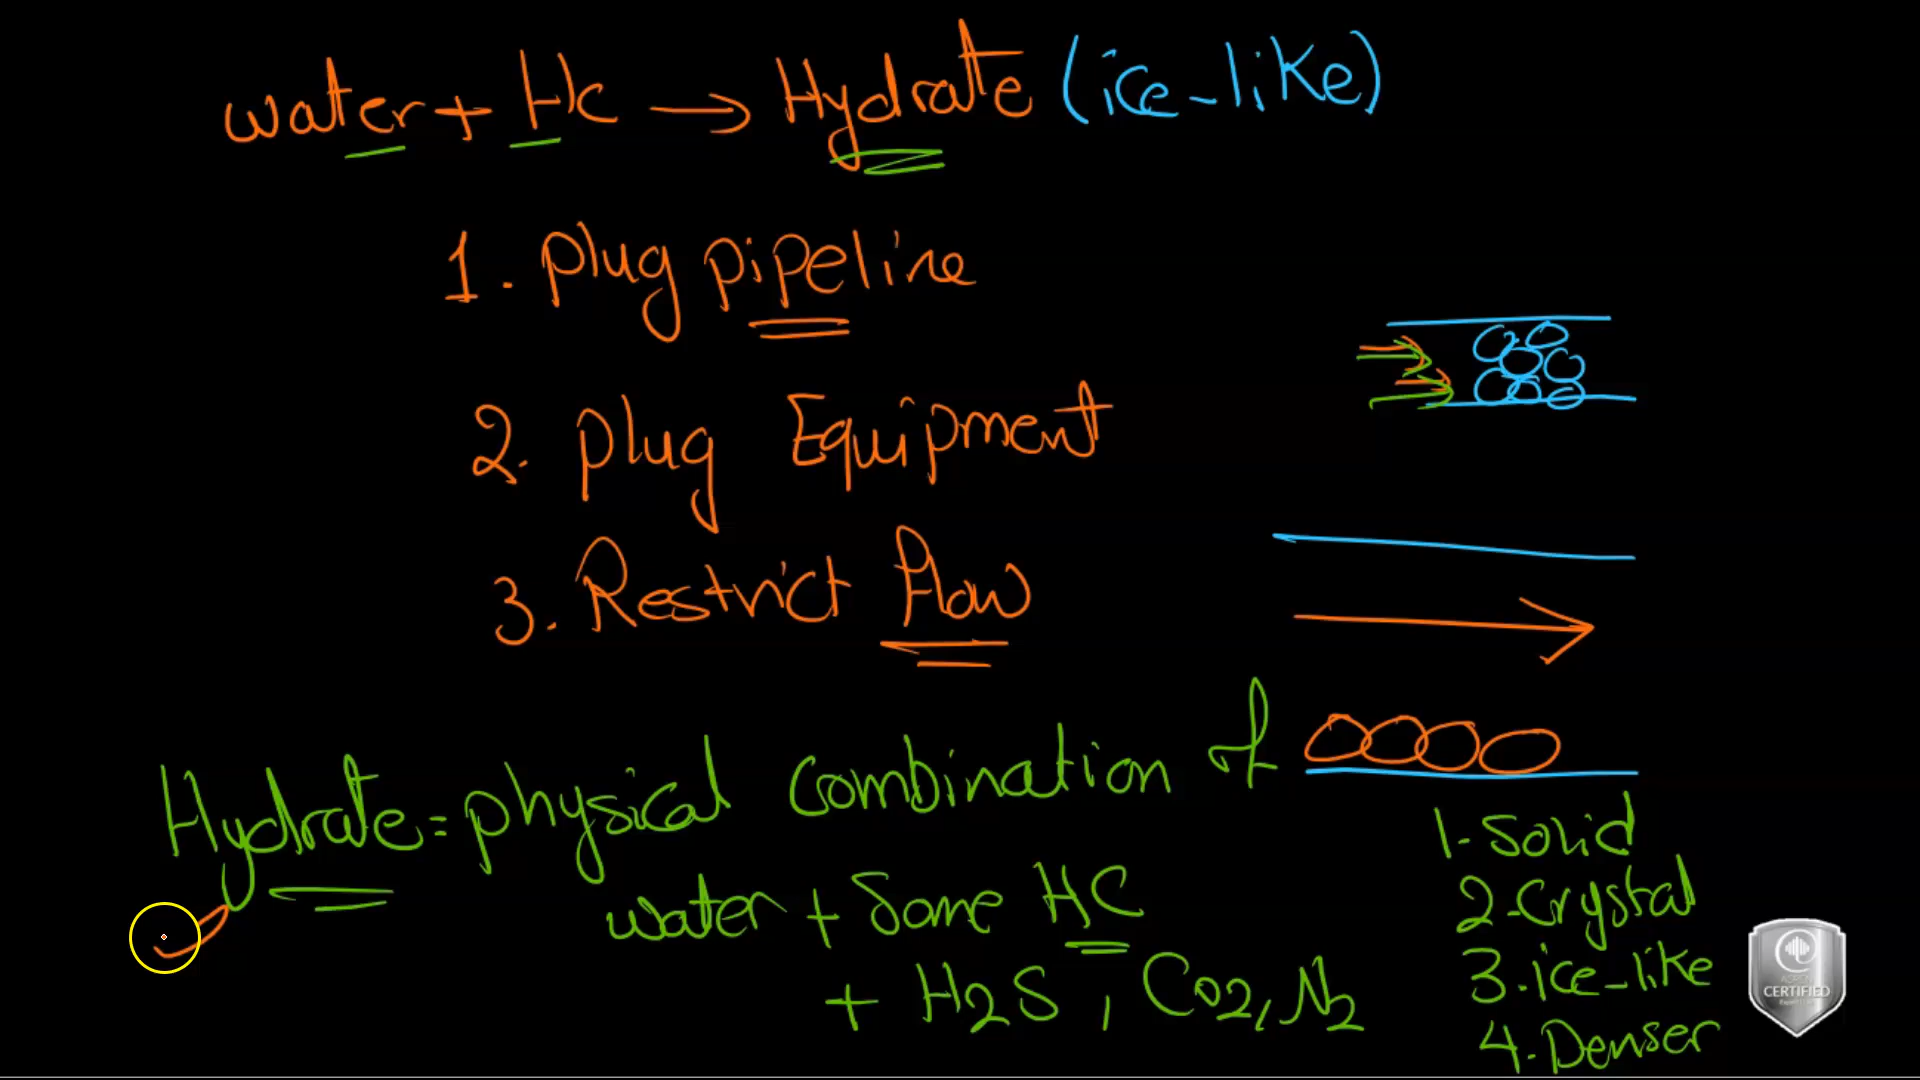 water + Hc → Hydrate (ice-like)
1. plug pipeline
2. plug Equipment
3. Restrict flow
Hydrate = physical combination of
water + Some HC
+ H2S, CO2, N2
1-Solid
2-Crystal
3.ice-like
4.Denser
CERTIFIED